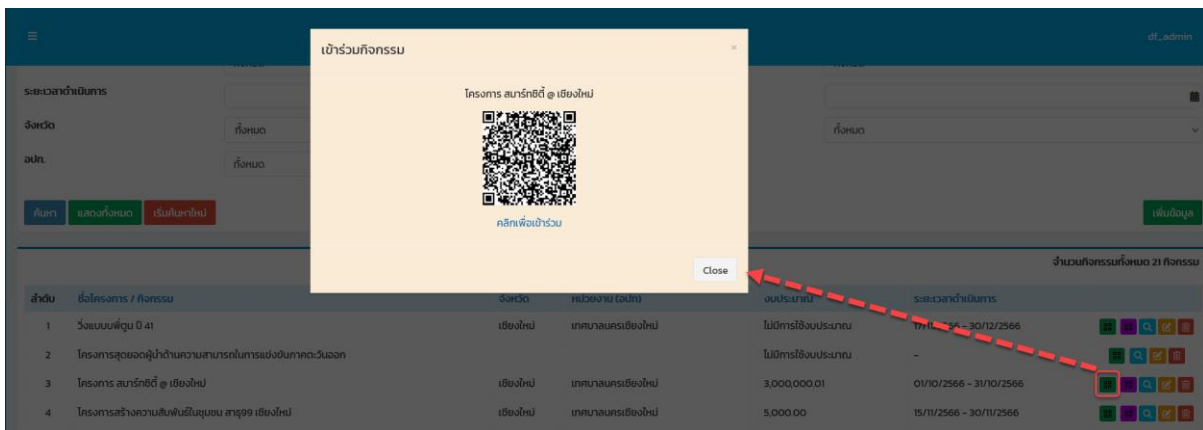 df_admin
เข้าร่วมกิจกรรม
×
โครงการ สมาร์ทซิตี้ @ เชียงใหม่
คลิกเพื่อเข้าร่วม
Close
ระยะเวลาดำเนินการ
จังหวัด ทั้งหมด ทั้งหมด
อปท. ทั้งหมด
ค้นหา แสดงทั้งหมด เริ่มค้นหาใหม่ เพิ่มข้อมูล
จำนวนกิจกรรมทั้งหมด 21 กิจกรรม
ลำดับ ชื่อโครงการ / กิจกรรม จังหวัด หน่วยงาน (อปท) งบประมาณ ระยะเวลาดำเนินการ
1 วิ่งแบบพี่ตูน ปี 41 เชียงใหม่ เทศบาลนครเชียงใหม่ ไม่มีการใช้งบประมาณ - 30/12/2566
2 โครงการสุดยอดผู้นำด้านความสามารถในการแข่งขันภาคตะวันออก ไม่มีการใช้งบประมาณ -
3 โครงการ สมาร์ทซิตี้ @ เชียงใหม่ เชียงใหม่ เทศบาลนครเชียงใหม่ 3,000,000.01 01/10/2566 - 31/10/2566
4 โครงการสร้างความสัมพันธ์ในชุมชน สาธุ99 เชียงใหม่ เชียงใหม่ เทศบาลนครเชียงใหม่ 5,000.00 15/11/2566 - 30/11/2566